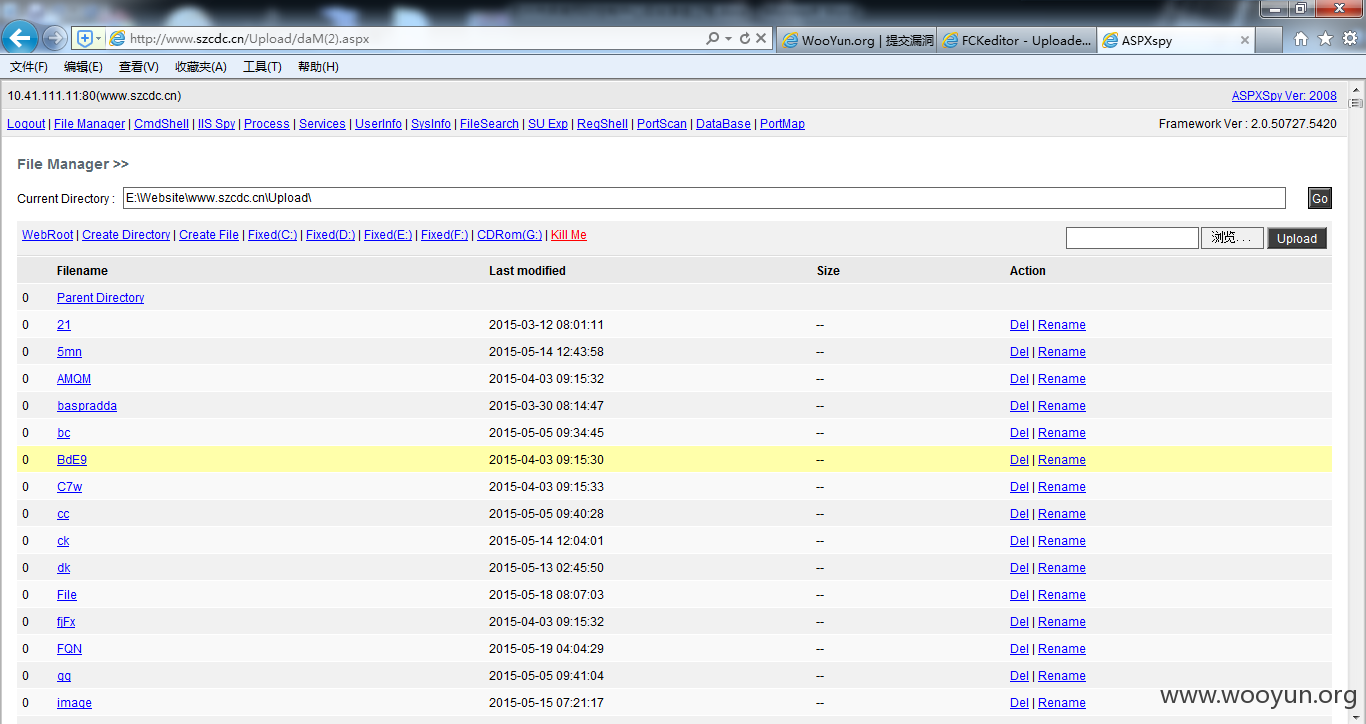 http://www.szcdc.cn/Upload/daM(2).aspx
WooYun.org | 提交漏洞
FCKeditor - Uploade...
ASPXspy
文件(F) 编辑(E) 查看(V) 收藏夹(A) 工具(T) 帮助(H)
10.41.111.11:80(www.szcdc.cn) ASPXSpy Ver: 2008
Logout | File Manager | CmdShell | IIS Spy | Process | Services | UserInfo | SysInfo | FileSearch | SU Exp | RegShell | PortScan | DataBase | PortMap Framework Ver : 2.0.50727.5420
File Manager >>
Current Directory : E:\Website\www.szcdc.cn\Upload\ Go
WebRoot | Create Directory | Create File | Fixed(C:) | Fixed(D:) | Fixed(E:) | Fixed(F:) | CDRom(G:) | Kill Me 浏览... Upload
Filename Last modified Size Action
0 Parent Directory
0 21 2015-03-12 08:01:11 -- Del | Rename
0 5mn 2015-05-14 12:43:58 -- Del | Rename
0 AMQM 2015-04-03 09:15:32 -- Del | Rename
0 baspradda 2015-03-30 08:14:47 -- Del | Rename
0 bc 2015-05-05 09:34:45 -- Del | Rename
0 BdE9 2015-04-03 09:15:30 -- Del | Rename
0 C7w 2015-04-03 09:15:33 -- Del | Rename
0 cc 2015-05-05 09:40:28 -- Del | Rename
0 ck 2015-05-14 12:04:01 -- Del | Rename
0 dk 2015-05-13 02:45:50 -- Del | Rename
0 File 2015-05-18 08:07:03 -- Del | Rename
0 fjFx 2015-04-03 09:15:32 -- Del | Rename
0 FQN 2015-05-19 04:04:29 -- Del | Rename
0 gg 2015-05-05 09:41:04 -- Del | Rename
0 image 2015-05-15 07:21:17 -- Del | Rename
www.wooyun.org